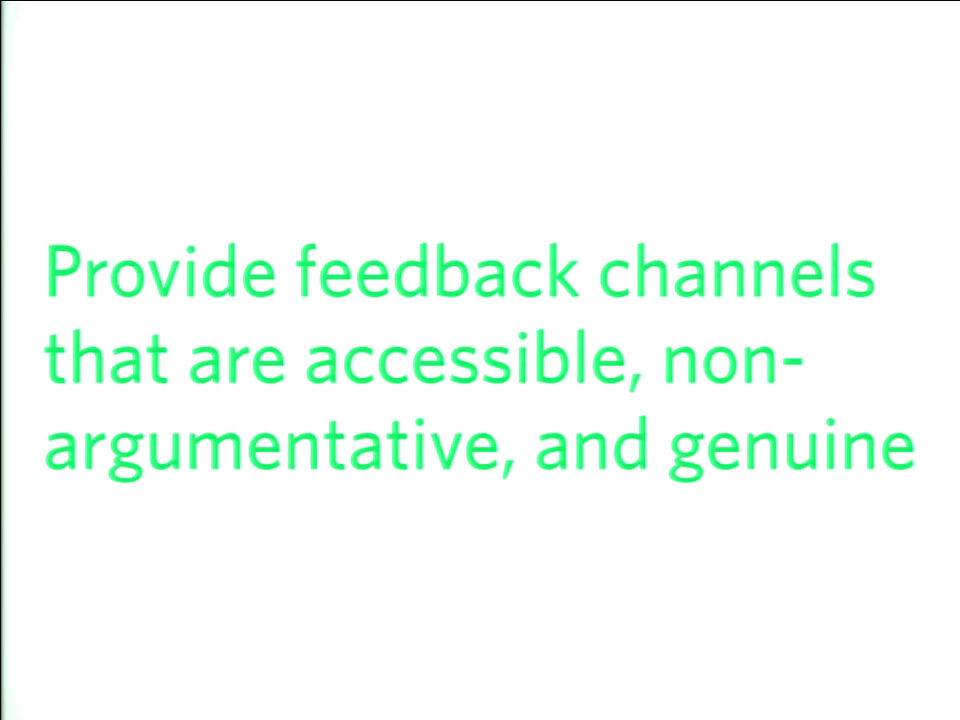 Provide feedback channels
that are accessible, non-
argumentative, and genuine